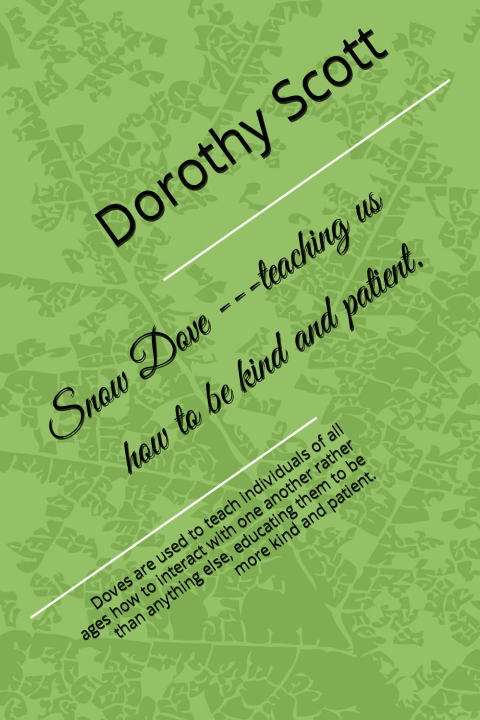 Dorothy Scott
Snow Dove ---teaching us
how to be kind and patient.
Doves are used to teach individuals of all
ages how to interact with one another rather
than anything else, educating them to be
more kind and patient.